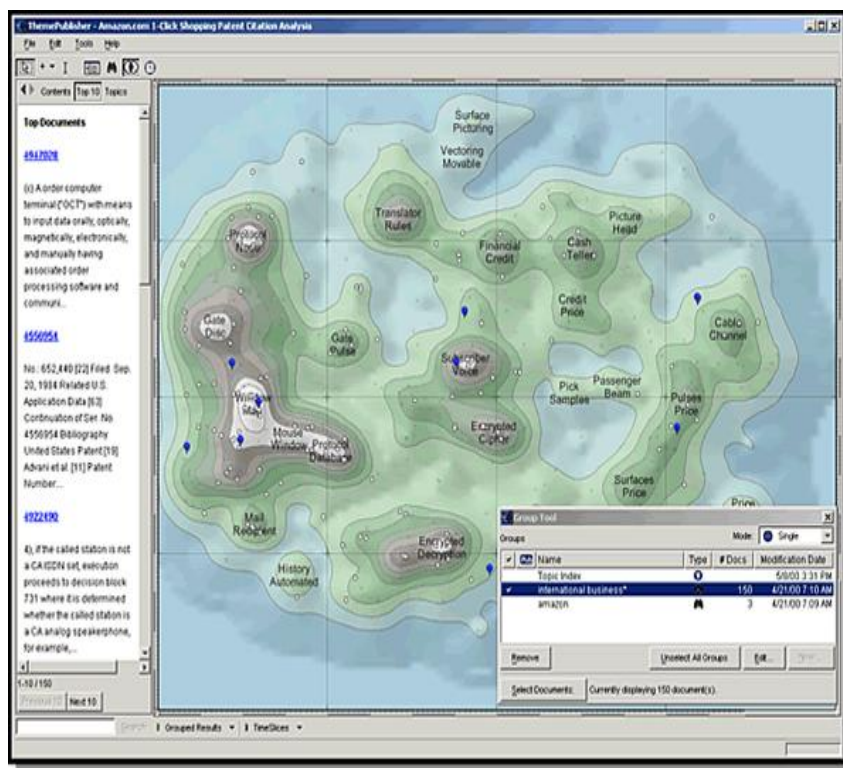 ThemePublisher - Amazon.com 1-Click Shopping Patent Citation Analysis
File Edit Tools Help
Contents Top 10 Topics
Top Documents
4947028
(c) A order computer
terminal ("OCT") with means
to input data orally, optically,
magnetically, electronically,
and manually having
associated order
processing software and
communi...
4556954
No.: 652,440 [22] Filed: Sep.
20, 1984 Related U.S.
Application Data [63]
Continuation of Ser. No.
4556954 Bibliography
United States Patent [19]
Advani et al. [11] Patent
Number...
4922490
4), if the called station is not
a CA ISDN set, execution
proceeds to decision block
731 where it is determined
whether the called station is
a CA analog speakerphone,
for example,...
1-10 / 150
Previous 10 Next 10
Search Grouped Results TimeSlices
Surface
Picturing
Vectoring
Movable
Translator
Rules
Picture
Head
Protocol
Node
Financial
Credit
Cash
Teller
Credit
Price
Gate
Disc
Gate
Pulse
Cable
Channel
Subscriber
Voice
Pick
Samples
Passenger
Beam
Pulses
Price
Window
Map
Mouse
Window
Protocol
Database
Encrypted
Cipher
Surfaces
Price
Price
Mail
Recipient
Encrypted
Decryption
History
Automated
Group Tool
Groups Mode: Single
Pub Name Type # Docs Modification Date
Topic Index 5/8/00 3:31 PM
international business* 150 4/21/00 7:10 AM
amazon 3 4/21/00 7:09 AM
Remove Unselect All Groups Edit...
Select Documents: Currently displaying 150 document(s).